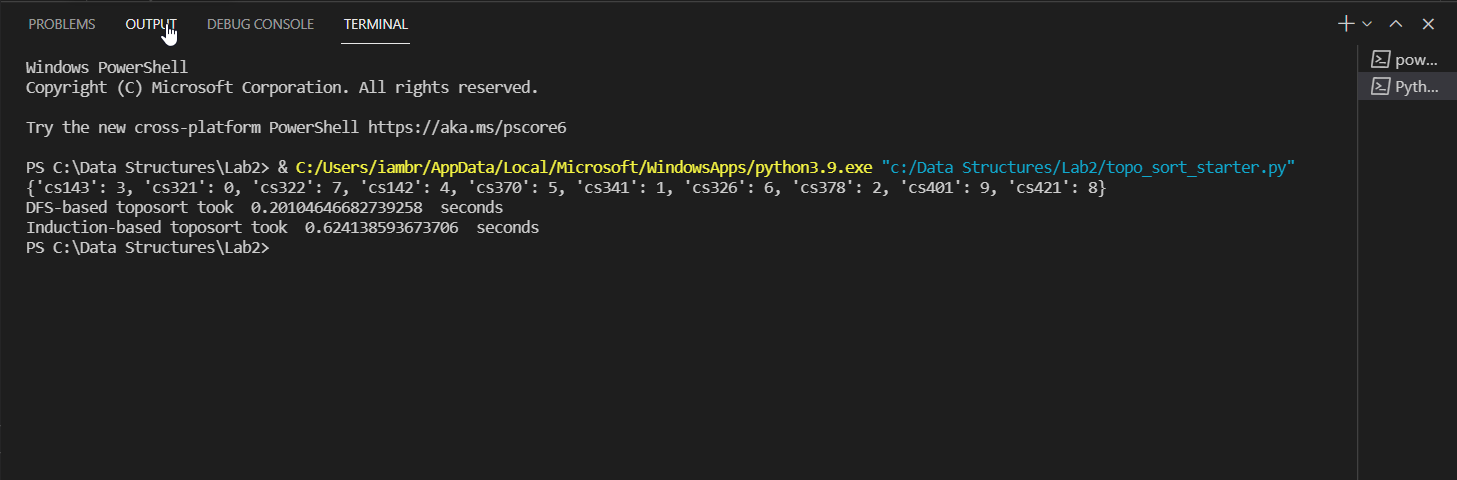 PROBLEMS OUTPUT DEBUG CONSOLE TERMINAL
Windows PowerShell
Copyright (C) Microsoft Corporation. All rights reserved.
Try the new cross-platform PowerShell https://aka.ms/pscore6
PS C:\Data Structures\Lab2> & C:/Users/iambr/AppData/Local/Microsoft/WindowsApps/python3.9.exe "c:/Data Structures/Lab2/topo_sort_starter.py"
{'cs143': 3, 'cs321': 0, 'cs322': 7, 'cs142': 4, 'cs370': 5, 'cs341': 1, 'cs326': 6, 'cs378': 2, 'cs401': 9, 'cs421': 8}
DFS-based toposort took  0.20104646682739258  seconds
Induction-based toposort took  0.624138593673706  seconds
PS C:\Data Structures\Lab2>
pow...
Pyth...